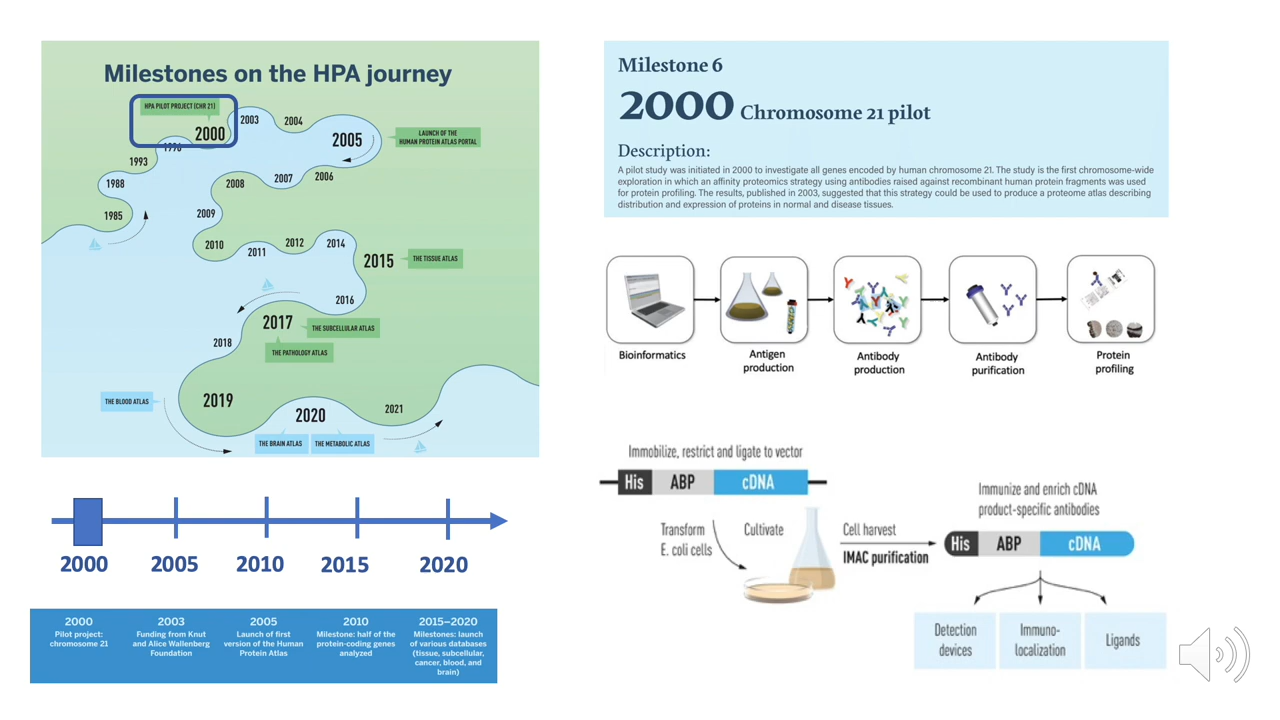 Milestones on the HPA journey
HPA PILOT PROJECT (CHR 21)
2000
2003
2004
2005
LAUNCH OF THE
HUMAN PROTEIN ATLAS PORTAL
1996
1993
1988
1985
2006
2007
2008
2009
2010
2011
2012
2014
2015
THE TISSUE ATLAS
2016
2017
THE SUBCELLULAR ATLAS
THE PATHOLOGY ATLAS
2018
2019
THE BLOOD ATLAS
2020
THE BRAIN ATLAS
THE METABOLIC ATLAS
2021
2000 2005 2010 2015 2020
2000
Pilot project:
chromosome 21
2003
Funding from Knut
and Alice Wallenberg
Foundation
2005
Launch of first
version of the Human
Protein Atlas
2010
Milestone: half of the
protein-coding genes
analyzed
2015–2020
Milestones: launch
of various databases
(tissue, subcellular,
cancer, blood, and
brain)
Milestone 6
2000 Chromosome 21 pilot
Description:
A pilot study was initiated in 2000 to investigate all genes encoded by human chromosome 21. The study is the first chromosome-wide
exploration in which an affinity proteomics strategy using antibodies raised against recombinant human protein fragments was used
for protein profiling. The results, published in 2003, suggested that this strategy could be used to produce a proteome atlas describing
distribution and expression of proteins in normal and disease tissues.
Bioinformatics
Antigen
production
Antibody
production
Antibody
purification
Protein
profiling
Immobilize, restrict and ligate to vector
His ABP cDNA
Transform
E. coli cells
Cultivate
Cell harvest
IMAC purification
Immunize and enrich cDNA
product-specific antibodies
His ABP cDNA
Detection
devices
Immuno-
localization
Ligands